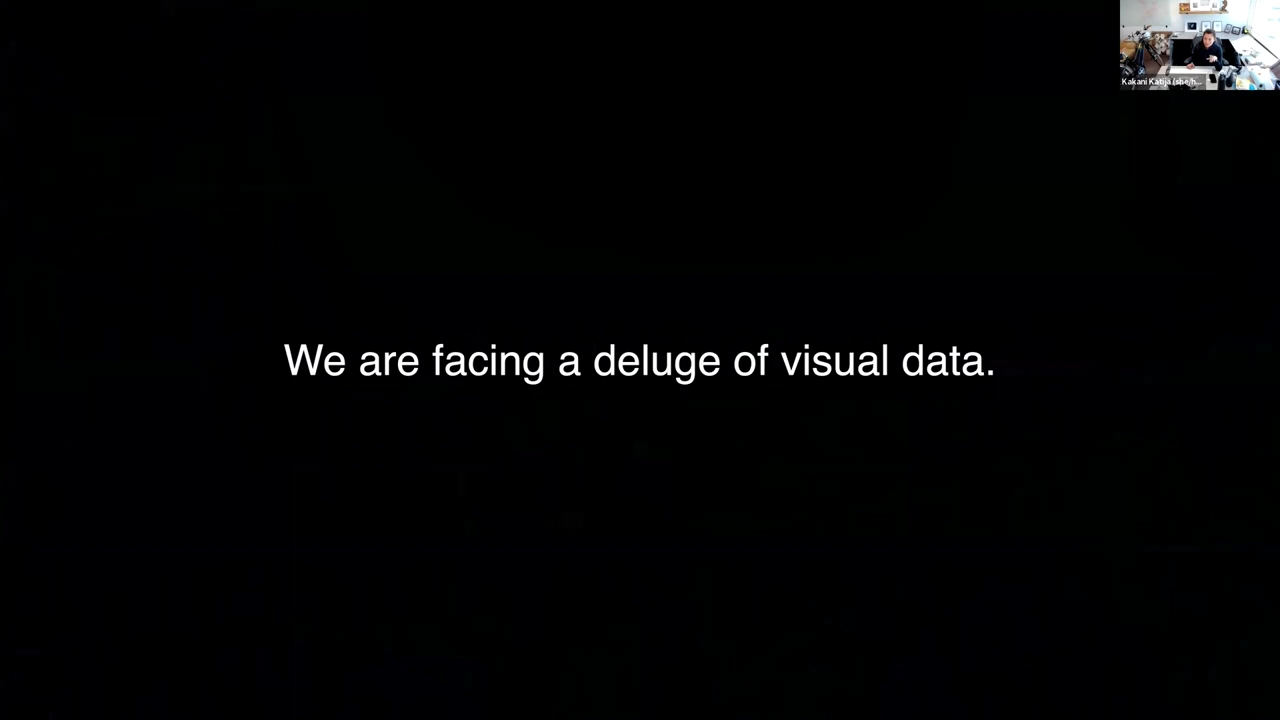 Kakani Katija (she/h...
We are facing a deluge of visual data.